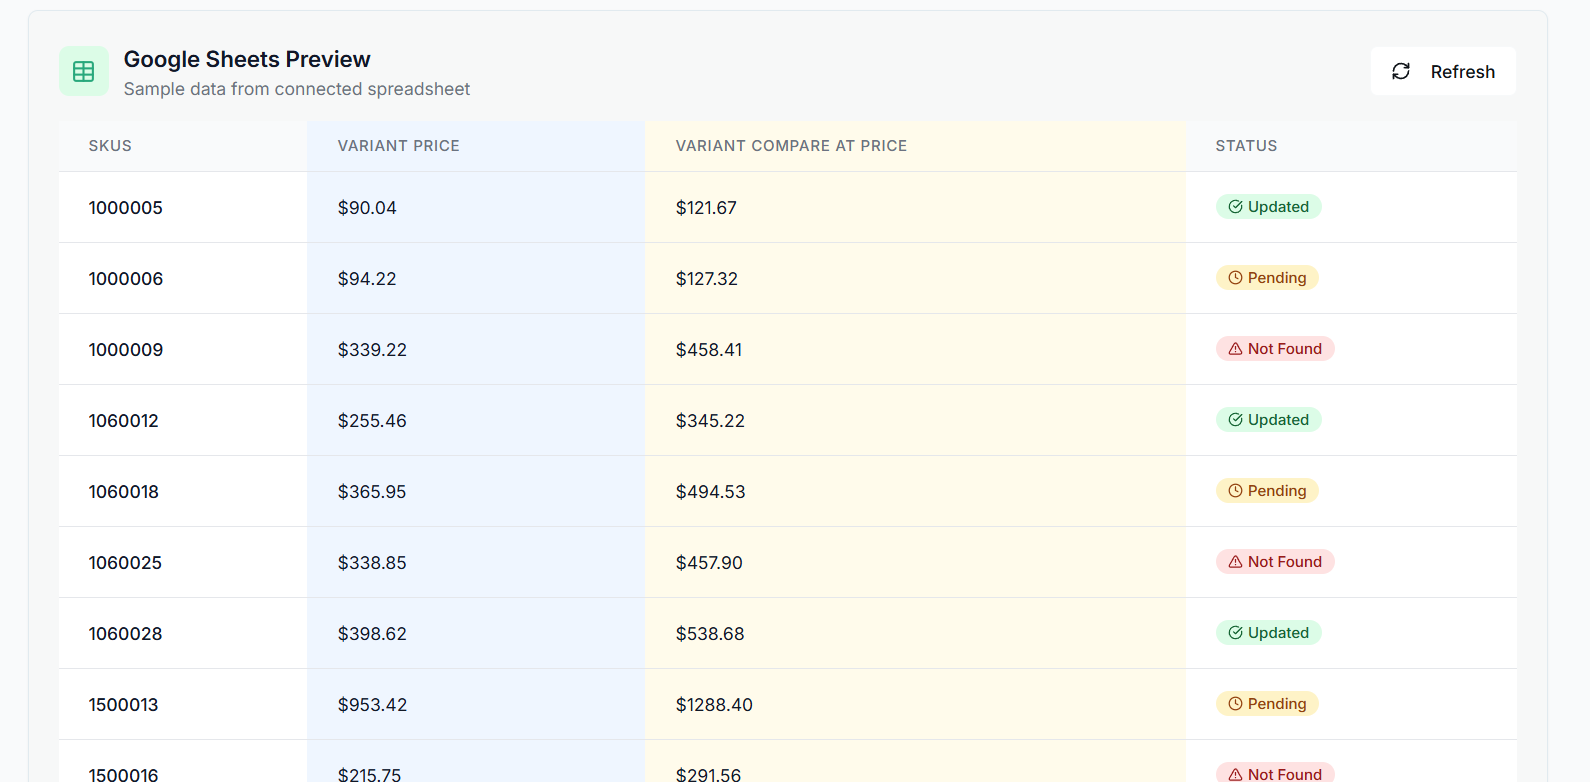 Google Sheets Preview
Sample data from connected spreadsheet
Refresh
SKUS VARIANT PRICE VARIANT COMPARE AT PRICE STATUS
1000005 $90.04 $121.67 Updated
1000006 $94.22 $127.32 Pending
1000009 $339.22 $458.41 Not Found
1060012 $255.46 $345.22 Updated
1060018 $365.95 $494.53 Pending
1060025 $338.85 $457.90 Not Found
1060028 $398.62 $538.68 Updated
1500013 $953.42 $1288.40 Pending
1500016 $215.75 $291.56 Not Found